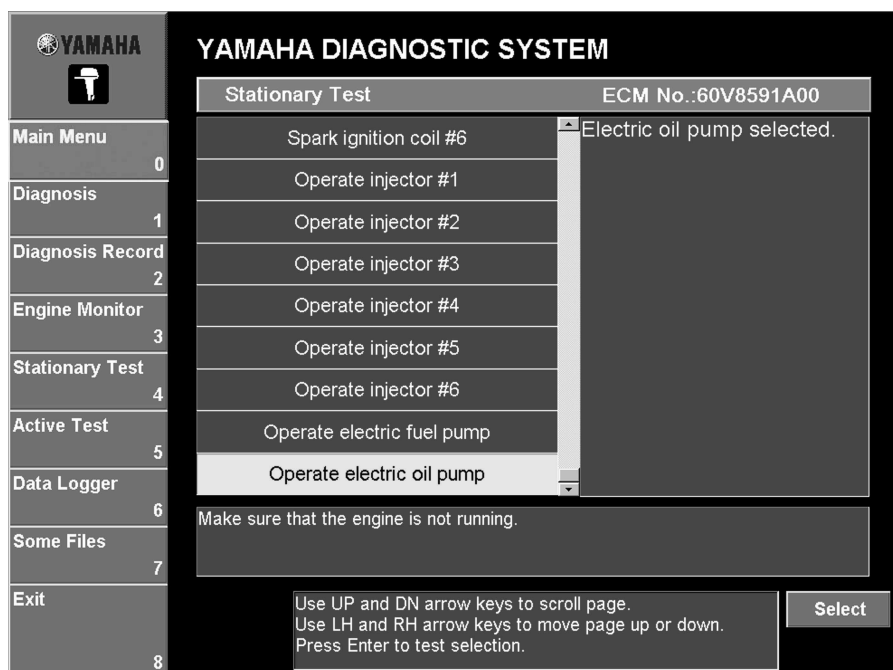 YAMAHA
YAMAHA DIAGNOSTIC SYSTEM
Stationary Test ECM No.:60V8591A00
Main Menu
0
Diagnosis
1
Diagnosis Record
2
Engine Monitor
3
Stationary Test
4
Active Test
5
Data Logger
6
Some Files
7
Exit
8
Spark ignition coil #6
Operate injector #1
Operate injector #2
Operate injector #3
Operate injector #4
Operate injector #5
Operate injector #6
Operate electric fuel pump
Operate electric oil pump
Electric oil pump selected.
Make sure that the engine is not running.
Use UP and DN arrow keys to scroll page.
Use LH and RH arrow keys to move page up or down.
Press Enter to test selection.
Select